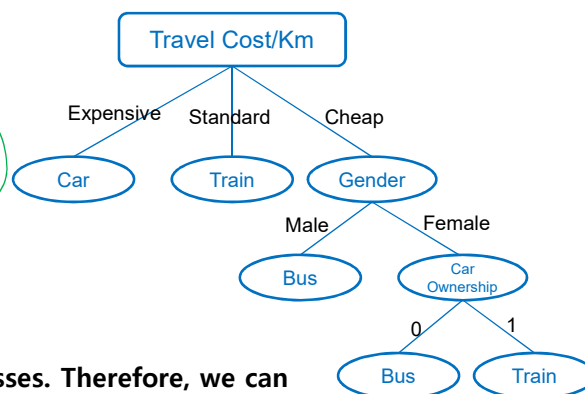 Travel Cost/Km
Expensive Standard Cheap
Car Train Gender
Male Female
Bus Car
Ownership
0 1
Bus Train
Therefore, we can